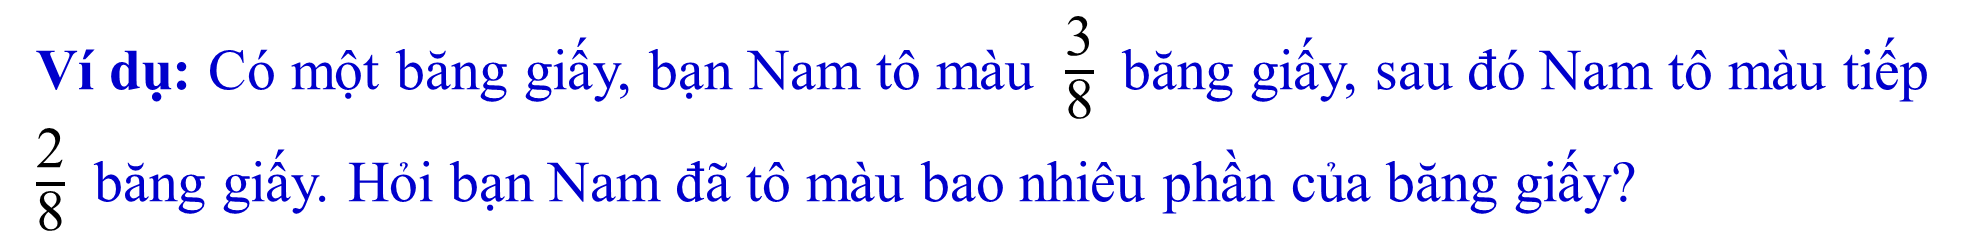 Ví dụ: Có một băng giấy, bạn Nam tô màu 3/8 băng giấy, sau đó Nam tô màu tiếp
2/8 băng giấy. Hỏi bạn Nam đã tô màu bao nhiêu phần của băng giấy?